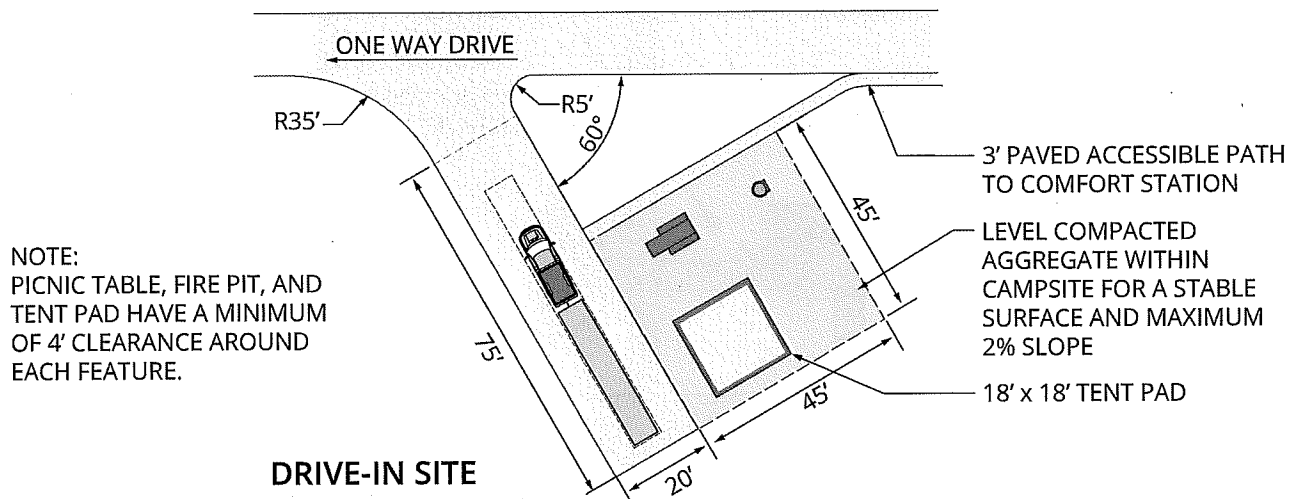 ONE WAY DRIVE
R35'
R5'
60°
3' PAVED ACCESSIBLE PATH
TO COMFORT STATION
45'
LEVEL COMPACTED
AGGREGATE WITHIN
CAMPSITE FOR A STABLE
SURFACE AND MAXIMUM
2% SLOPE
NOTE:
PICNIC TABLE, FIRE PIT, AND
TENT PAD HAVE A MINIMUM
OF 4' CLEARANCE AROUND
EACH FEATURE.
75'
18' x 18' TENT PAD
45'
20'
DRIVE-IN SITE